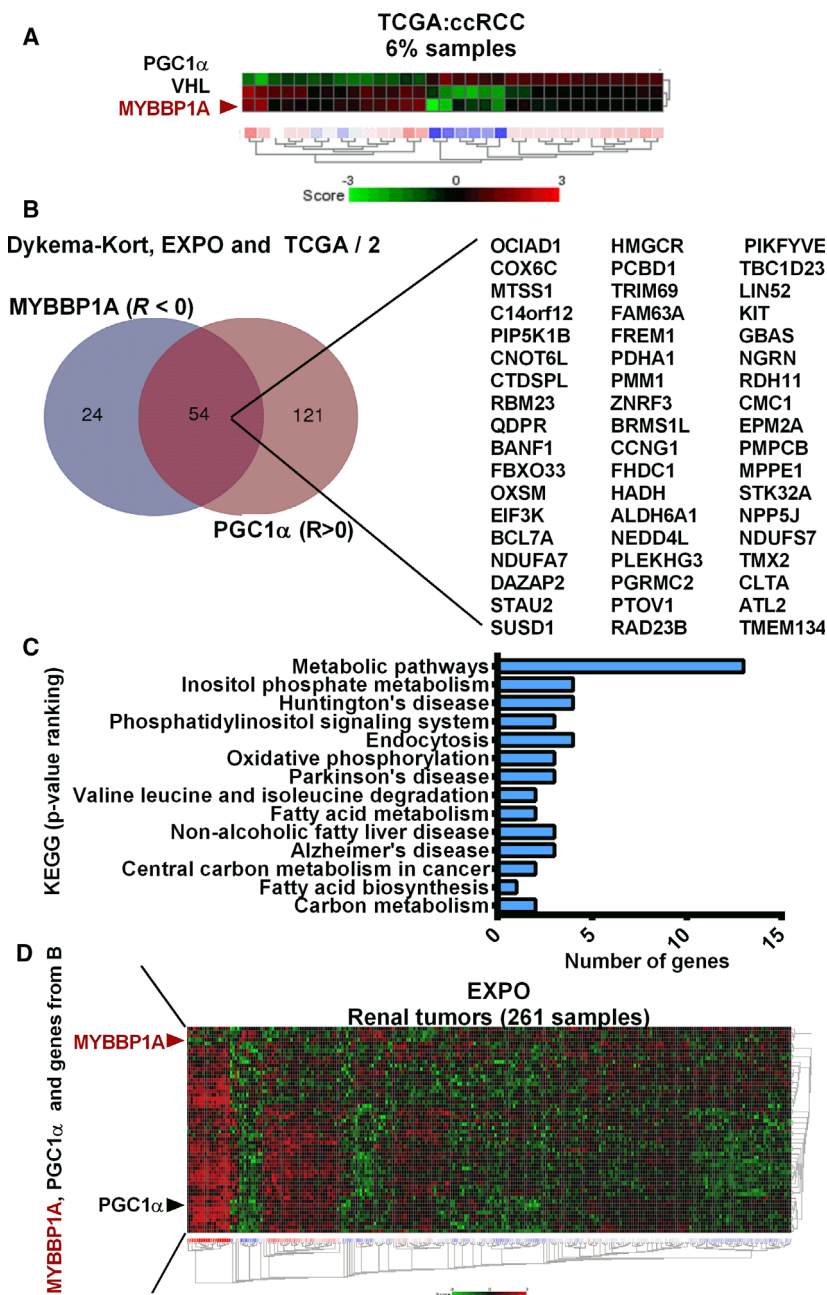 A
TCGA:ccRCC
6% samples
PGC1α
VHL
MYBBP1A
-3 0 3
Score
B
Dykema-Kort, EXPO and TCGA / 2
MYBBP1A (R < 0)
24 54 121
PGC1α (R>0)
OCIAD1 HMGCR PIKFYVE
COX6C PCBD1 TBC1D23
MTSS1 TRIM69 LIN52
C14orf12 FAM63A KIT
PIP5K1B FREM1 GBAS
CNOT6L PDHA1 NGRN
CTDSPL PMM1 RDH11
RBM23 ZNRF3 CMC1
QDPR BRMS1L EPM2A
BANF1 CCNG1 PMPCB
FBXO33 FHDC1 MPPE1
OXSM HADH STK32A
EIF3K ALDH6A1 NPP5J
BCL7A NEDD4L NDUFS7
NDUFA7 PLEKHG3 TMX2
DAZAP2 PGRMC2 CLTA
STAU2 PTOV1 ATL2
SUSD1 RAD23B TMEM134
C
KEGG (p-value ranking)
Metabolic pathways
Inositol phosphate metabolism
Huntington's disease
Phosphatidylinositol signaling system
Endocytosis
Oxidative phosphorylation
Parkinson's disease
Valine leucine and isoleucine degradation
Fatty acid metabolism
Non-alcoholic fatty liver disease
Alzheimer's disease
Central carbon metabolism in cancer
Fatty acid biosynthesis
Carbon metabolism
0 5 10 15
Number of genes
D
MYBBP1A, PGC1α and genes from B
EXPO
Renal tumors (261 samples)
MYBBP1A
PGC1α